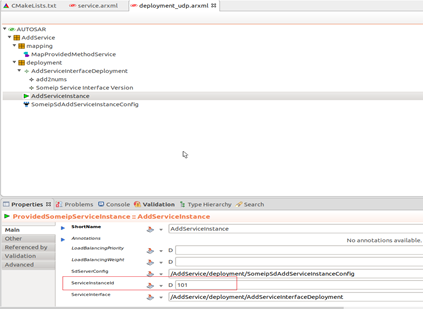 CMakeLists.txt service.arxml deployment_udp.arxml
AUTOSAR
AddService
mapping
MapProvidedMethodService
deployment
AddServiceInterfaceDeployment
add2nums
Someip Service Interface Version
AddServiceInstance
SomeipSdAddServiceInstanceConfig
Properties Problems Console Validation Type Hierarchy Search
ProvidedSomeipServiceInstance :: AddServiceInstance
Main
Other
Referenced by
Validation
Advanced
ShortName AddServiceInstance
Annotations No annotations available.
LoadBalancingPriority D
LoadBalancingWeight D
SdServerConfig /AddService/deployment/SomeipSdAddServiceInstanceConfig
ServiceInstanceId D 101
ServiceInterface /AddService/deployment/AddServiceInterfaceDeployment